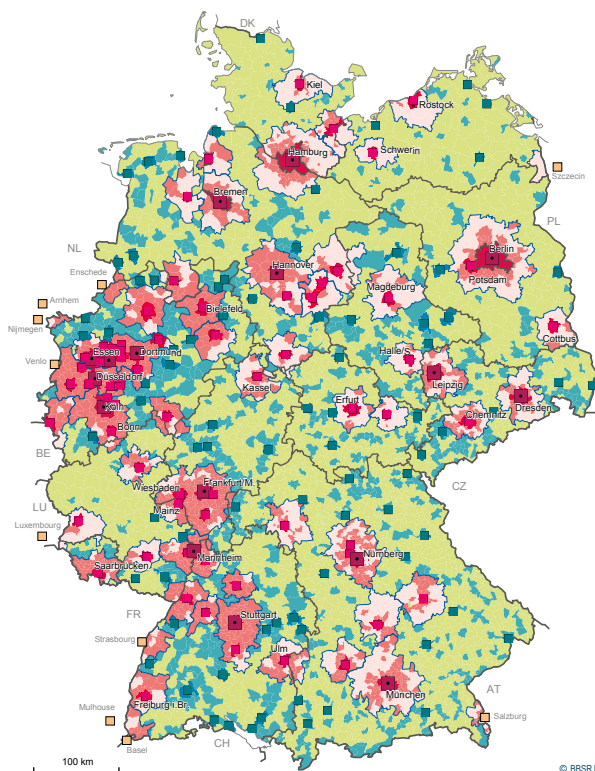 DK
Kiel
Rostock
Hamburg
Schwerin
Szczecin
Bremen
PL
NL
Berlin
Hannover
Enschede
Potsdam
Magdeburg
Arnhem
Bielefeld
Nijmegen
Cottbus
Essen
Dortmund
Halle/S.
Venlo
Düsseldorf
Kassel
Leipzig
Köln
Erfurt
Dresden
Chemnitz
Bonn
BE
Wiesbaden
Frankfurt/M.
CZ
LU
Mainz
Luxembourg
Mannheim
Nürnberg
Saarbrücken
FR
Stuttgart
Strasbourg
Ulm
AT
München
Mulhouse
Freiburg i.Br.
Salzburg
Basel
CH
100 km